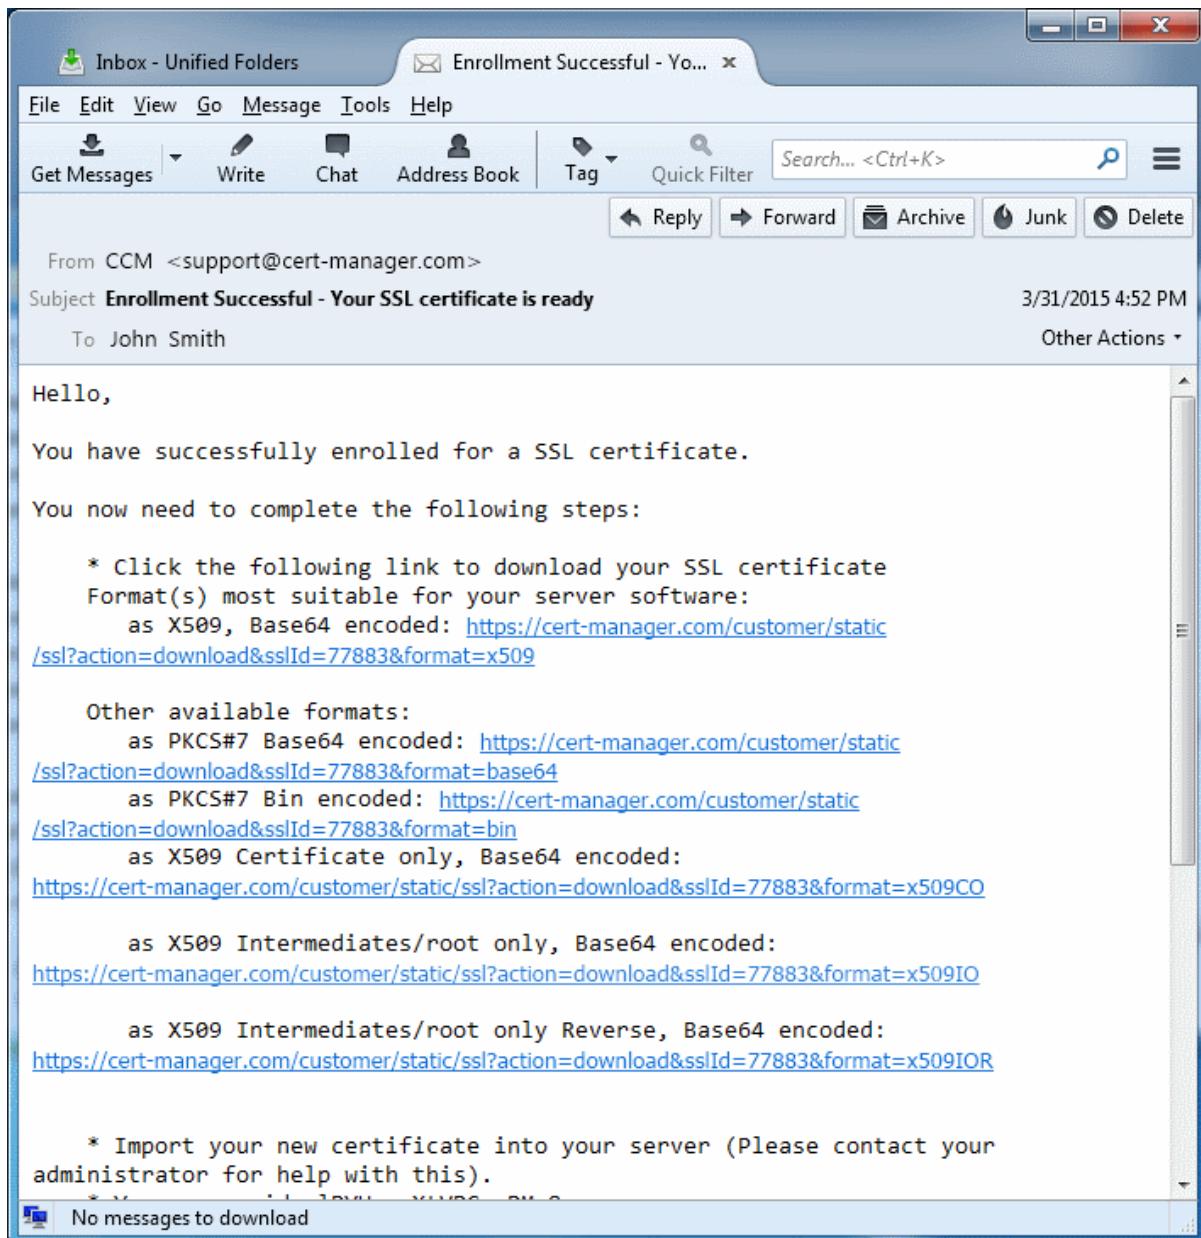 Inbox - Unified Folders
Enrollment Successful - Yo... x
File Edit View Go Message Tools Help
Get Messages Write Chat Address Book Tag Quick Filter Search... <Ctrl+K>
Reply Forward Archive Junk Delete
From CCM <support@cert-manager.com>
Subject Enrollment Successful - Your SSL certificate is ready 3/31/2015 4:52 PM
To John Smith Other Actions
Hello,
You have successfully enrolled for a SSL certificate.
You now need to complete the following steps:
* Click the following link to download your SSL certificate
Format(s) most suitable for your server software:
as X509, Base64 encoded: https://cert-manager.com/customer/static
/ssl?action=download&sslId=77883&format=x509
Other available formats:
as PKCS#7 Base64 encoded: https://cert-manager.com/customer/static
/ssl?action=download&sslId=77883&format=base64
as PKCS#7 Bin encoded: https://cert-manager.com/customer/static
/ssl?action=download&sslId=77883&format=bin
as X509 Certificate only, Base64 encoded:
https://cert-manager.com/customer/static/ssl?action=download&sslId=77883&format=x509CO
as X509 Intermediates/root only, Base64 encoded:
https://cert-manager.com/customer/static/ssl?action=download&sslId=77883&format=x509IO
as X509 Intermediates/root only Reverse, Base64 encoded:
https://cert-manager.com/customer/static/ssl?action=download&sslId=77883&format=x509IOR
* Import your new certificate into your server (Please contact your
administrator for help with this).
No messages to download